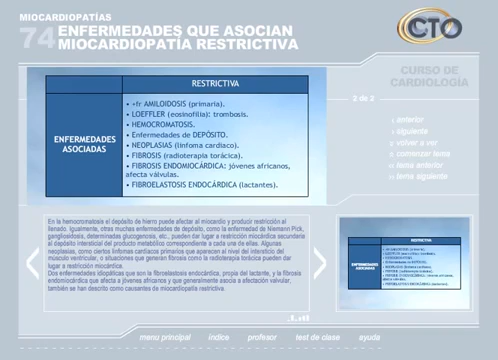 MIOCARDIOPATÍAS
74 ENFERMEDADES QUE ASOCIAN
MIOCARDIOPATÍA RESTRICTIVA
CTO
CURSO DE
CARDIOLOGÍA
2 de 2
anterior
siguiente
volver a ver
comenzar tema
tema anterior
tema siguiente
RESTRICTIVA
ENFERMEDADES
ASOCIADAS
• +fr AMILOIDOSIS (primaria).
• LOEFFLER (eosinofilia): trombosis.
• HEMOCROMATOSIS.
• Enfermedades de DEPÓSITO.
• NEOPLASIAS (linfoma cardíaco).
• FIBROSIS (radioterapia torácica).
• FIBROSIS ENDOMIOCÁRDICA: jóvenes africanos,
afecta válvulas.
• FIBROELASTOSIS ENDOCÁRDICA (lactantes).
En la hemocromatosis el depósito de hierro puede afectar al miocardio y producir restricción al
llenado. Igualmente, otras muchas enfermedades de depósito, como la enfermedad de Niemann Pick,
gangliosidosis, determinadas glucogenosis, etc., pueden dar lugar a restricción miocárdica secundaria
al depósito intersticial del producto metabólico correspondiente a cada una de ellas. Algunas
neoplasias, como ciertos linfomas cardíacos primarios que aparecen al nivel del intersticio del
músculo ventricular, o situaciones que generan fibrosis como la radioterapia torácica pueden dar
lugar a restricción miocárdica.
Dos enfermedades idiopáticas que son la fibroelastosis endocárdica, propia del lactante, y la fibrosis
endomiocárdica que afecta a jóvenes africanos y que generalmente asocia a afectación valvular,
también se han descrito como causantes de miocardiopatía restrictiva.
RESTRICTIVA
ENFERMEDADES
ASOCIADAS
menu principal
indice
profesor
test de clase
ayuda